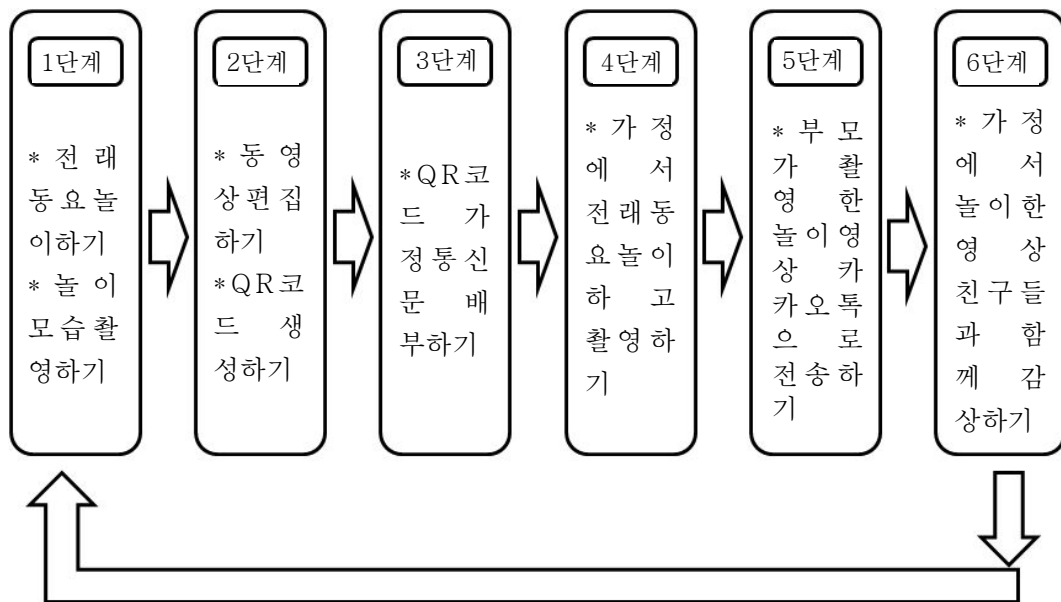 1단계
* 전 래
동요놀
이하기
* 놀 이
모습촬
영하기
2단계
* 동 영
상편집
하기
*QR코
드 생
성하기
3단계
*QR코
드 가
정통신
문 배
부하기
4단계
* 가 정
에 서
전래동
요놀이
하 고
촬영하
기
5단계
* 부 모
가 촬
영 한
놀이영
상 카
카오톡
으 로
전송하
기
6단계
* 가 정
에 서
놀이한
영 상
친구들
과 함
께 감
상하기